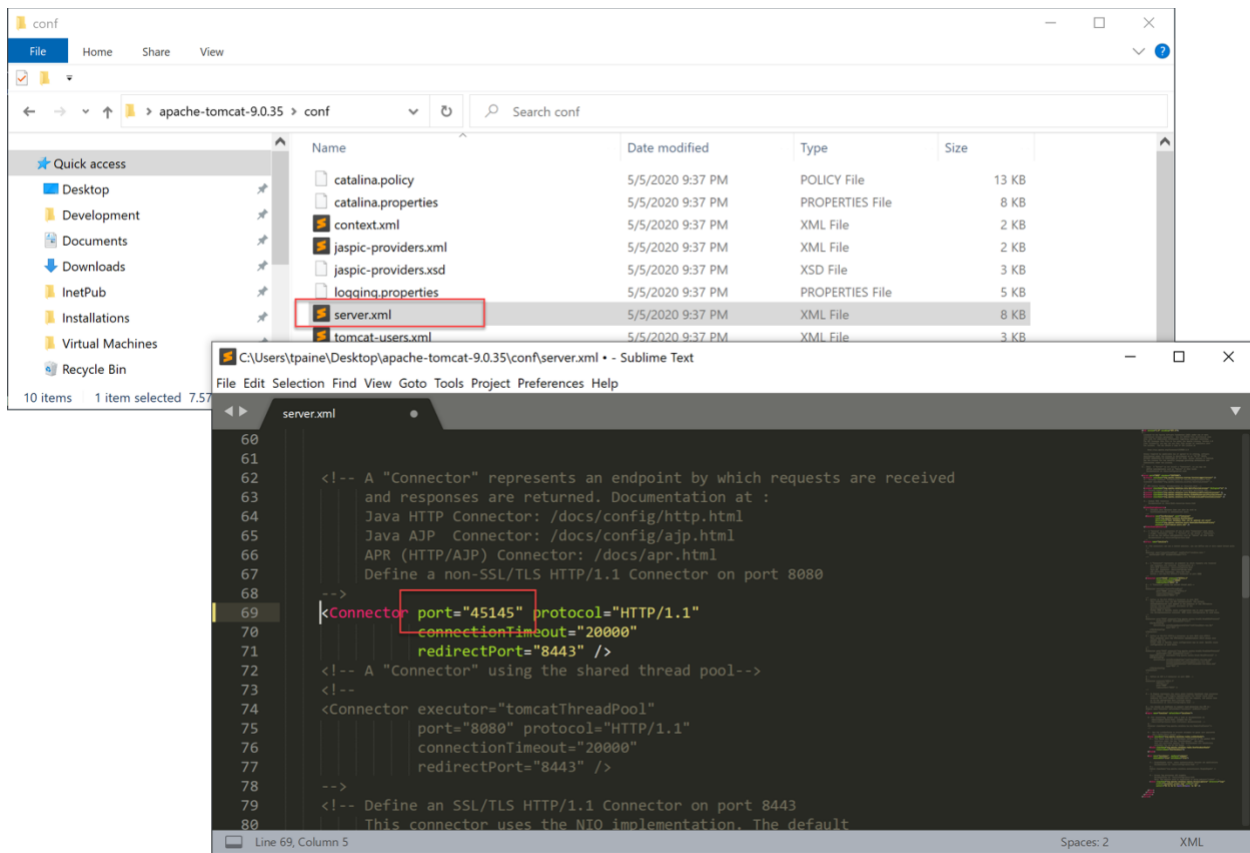 conf
File Home Share View
apache-tomcat-9.0.35 > conf
Search conf
Name Date modified Type Size
Quick access
Desktop
Development
Documents
Downloads
InetPub
Installations
Virtual Machines
Recycle Bin
catalina.policy 5/5/2020 9:37 PM POLICY File 13 KB
catalina.properties 5/5/2020 9:37 PM PROPERTIES File 8 KB
context.xml 5/5/2020 9:37 PM XML File 2 KB
jaspic-providers.xml 5/5/2020 9:37 PM XML File 2 KB
jaspic-providers.xsd 5/5/2020 9:37 PM XSD File 3 KB
logging.properties 5/5/2020 9:37 PM PROPERTIES File 5 KB
server.xml 5/5/2020 9:37 PM XML File 8 KB
tomcat-users.xml 5/5/2020 9:37 PM XML File 3 KB
10 items 1 item selected 7.57
C:\Users\tpaine\Desktop\apache-tomcat-9.0.35\conf\server.xml • - Sublime Text
File Edit Selection Find View Goto Tools Project Preferences Help
server.xml
60
61
62 <!-- A "Connector" represents an endpoint by which requests are received
63 and responses are returned. Documentation at :
64 Java HTTP Connector: /docs/config/http.html
65 Java AJP Connector: /docs/config/ajp.html
66 APR (HTTP/AJP) Connector: /docs/apr.html
67 Define a non-SSL/TLS HTTP/1.1 Connector on port 8080
68 -->
69 <Connector port="45145" protocol="HTTP/1.1"
70 connectionTimeout="20000"
71 redirectPort="8443" />
72 <!-- A "Connector" using the shared thread pool-->
73 <!--
74 <Connector executor="tomcatThreadPool"
75 port="8080" protocol="HTTP/1.1"
76 connectionTimeout="20000"
77 redirectPort="8443" />
78 -->
79 <!-- Define an SSL/TLS HTTP/1.1 Connector on port 8443
80 This connector uses the NIO implementation. The default
Line 69, Column 5 Spaces: 2 XML